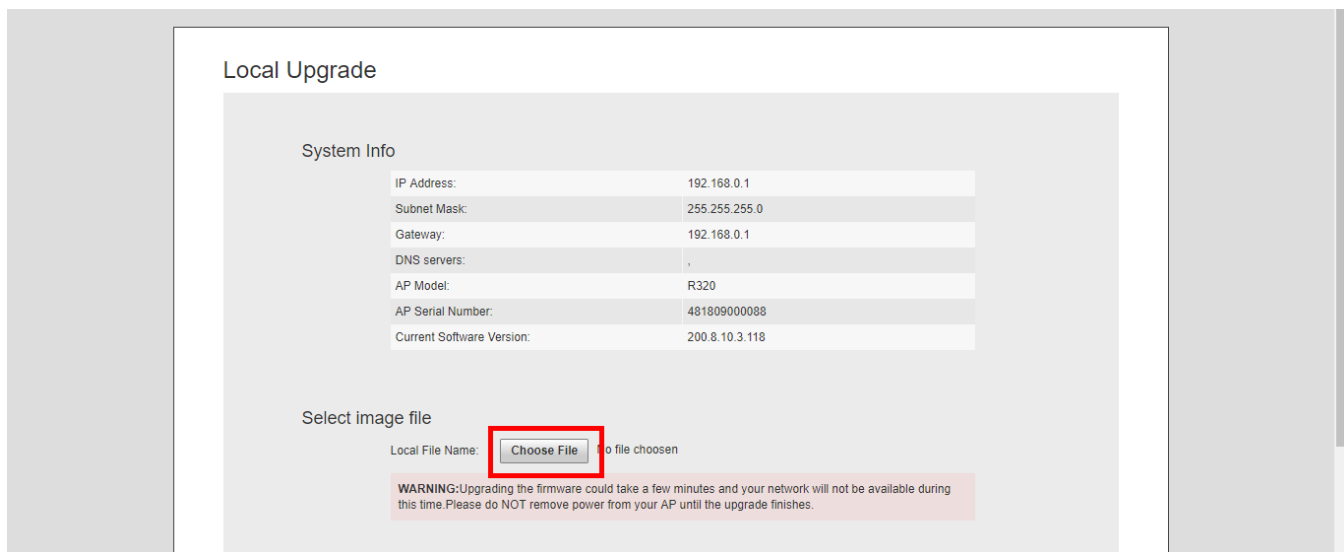 Local Upgrade
System Info
IP Address: 192.168.0.1
Subnet Mask: 255.255.255.0
Gateway: 192.168.0.1
DNS servers: ,
AP Model: R320
AP Serial Number: 481809000088
Current Software Version: 200.8.10.3.118
Select image file
Local File Name: Choose File o file choosen
WARNING:Upgrading the firmware could take a few minutes and your network will not be available during
this time.Please do NOT remove power from your AP until the upgrade finishes.